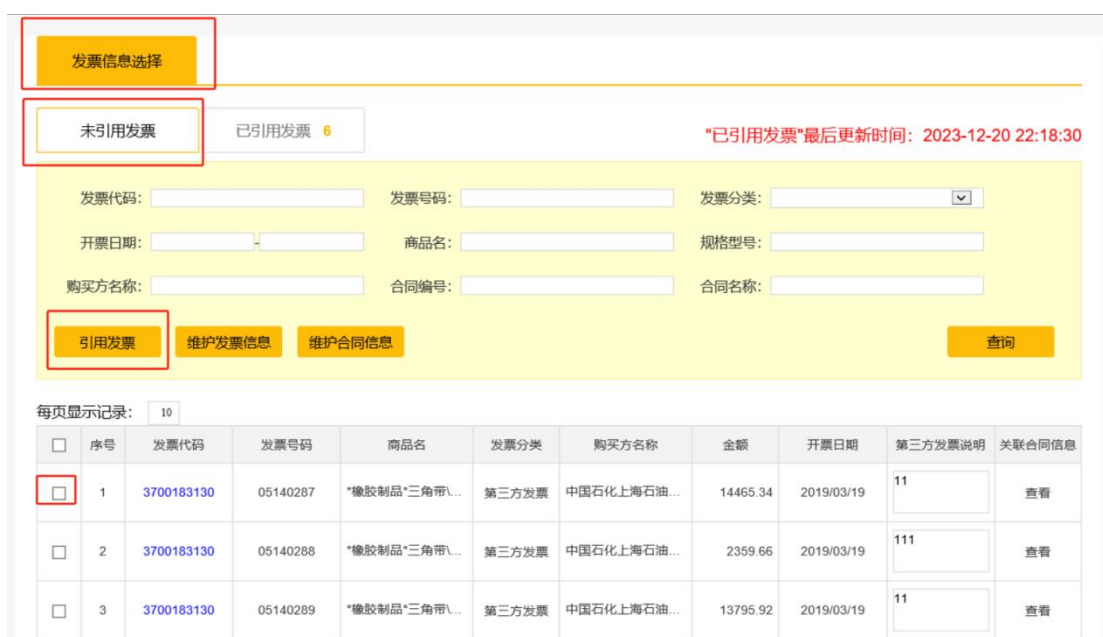 发票信息选择
未引用发票 已引用发票 6 "已引用发票"最后更新时间：2023-12-20 22:18:30
发票代码： 发票号码： 发票分类：
开票日期： - 商品名： 规格型号：
购买方名称： 合同编号： 合同名称：
引用发票 维护发票信息 维护合同信息 查询
每页显示记录： 10
序号 发票代码 发票号码 商品名 发票分类 购买方名称 金额 开票日期 第三方发票说明 关联合同信息
1 3700183130 05140287 *橡胶制品*三角带\... 第三方发票 中国石化上海石油... 14465.34 2019/03/19 11 查看
2 3700183130 05140288 *橡胶制品*三角带\... 第三方发票 中国石化上海石油... 2359.66 2019/03/19 111 查看
3 3700183130 05140289 *橡胶制品*三角带\... 第三方发票 中国石化上海石油... 13795.92 2019/03/19 11 查看